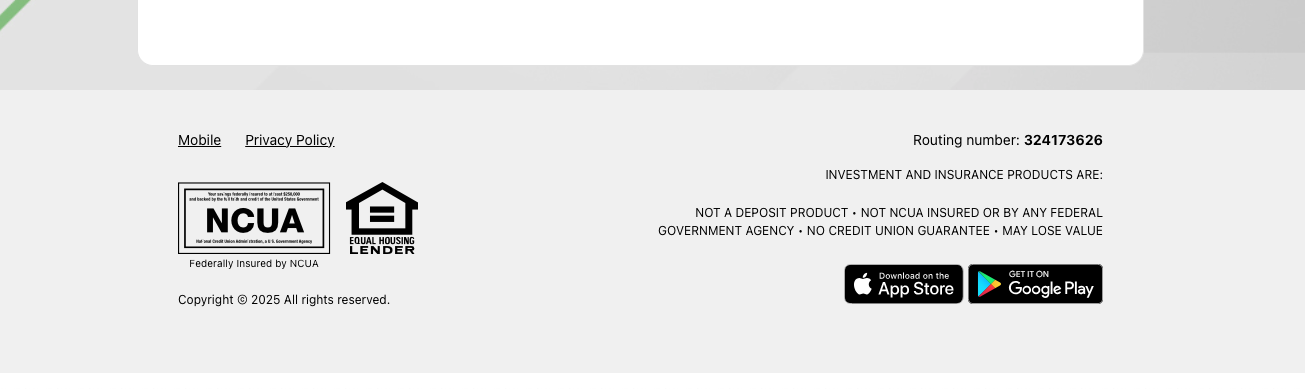 Mobile Privacy Policy
Routing number: 324173626
INVESTMENT AND INSURANCE PRODUCTS ARE:
NOT A DEPOSIT PRODUCT • NOT NCUA INSURED OR BY ANY FEDERAL
GOVERNMENT AGENCY • NO CREDIT UNION GUARANTEE • MAY LOSE VALUE
Your savings federally insured to at least $250,000
and backed by the full faith and credit of the United States Government
NCUA
National Credit Union Administration, a U.S. Government Agency
EQUAL HOUSING
LENDER
Federally Insured by NCUA
Download on the
App Store
GET IT ON
Google Play
Copyright © 2025 All rights reserved.